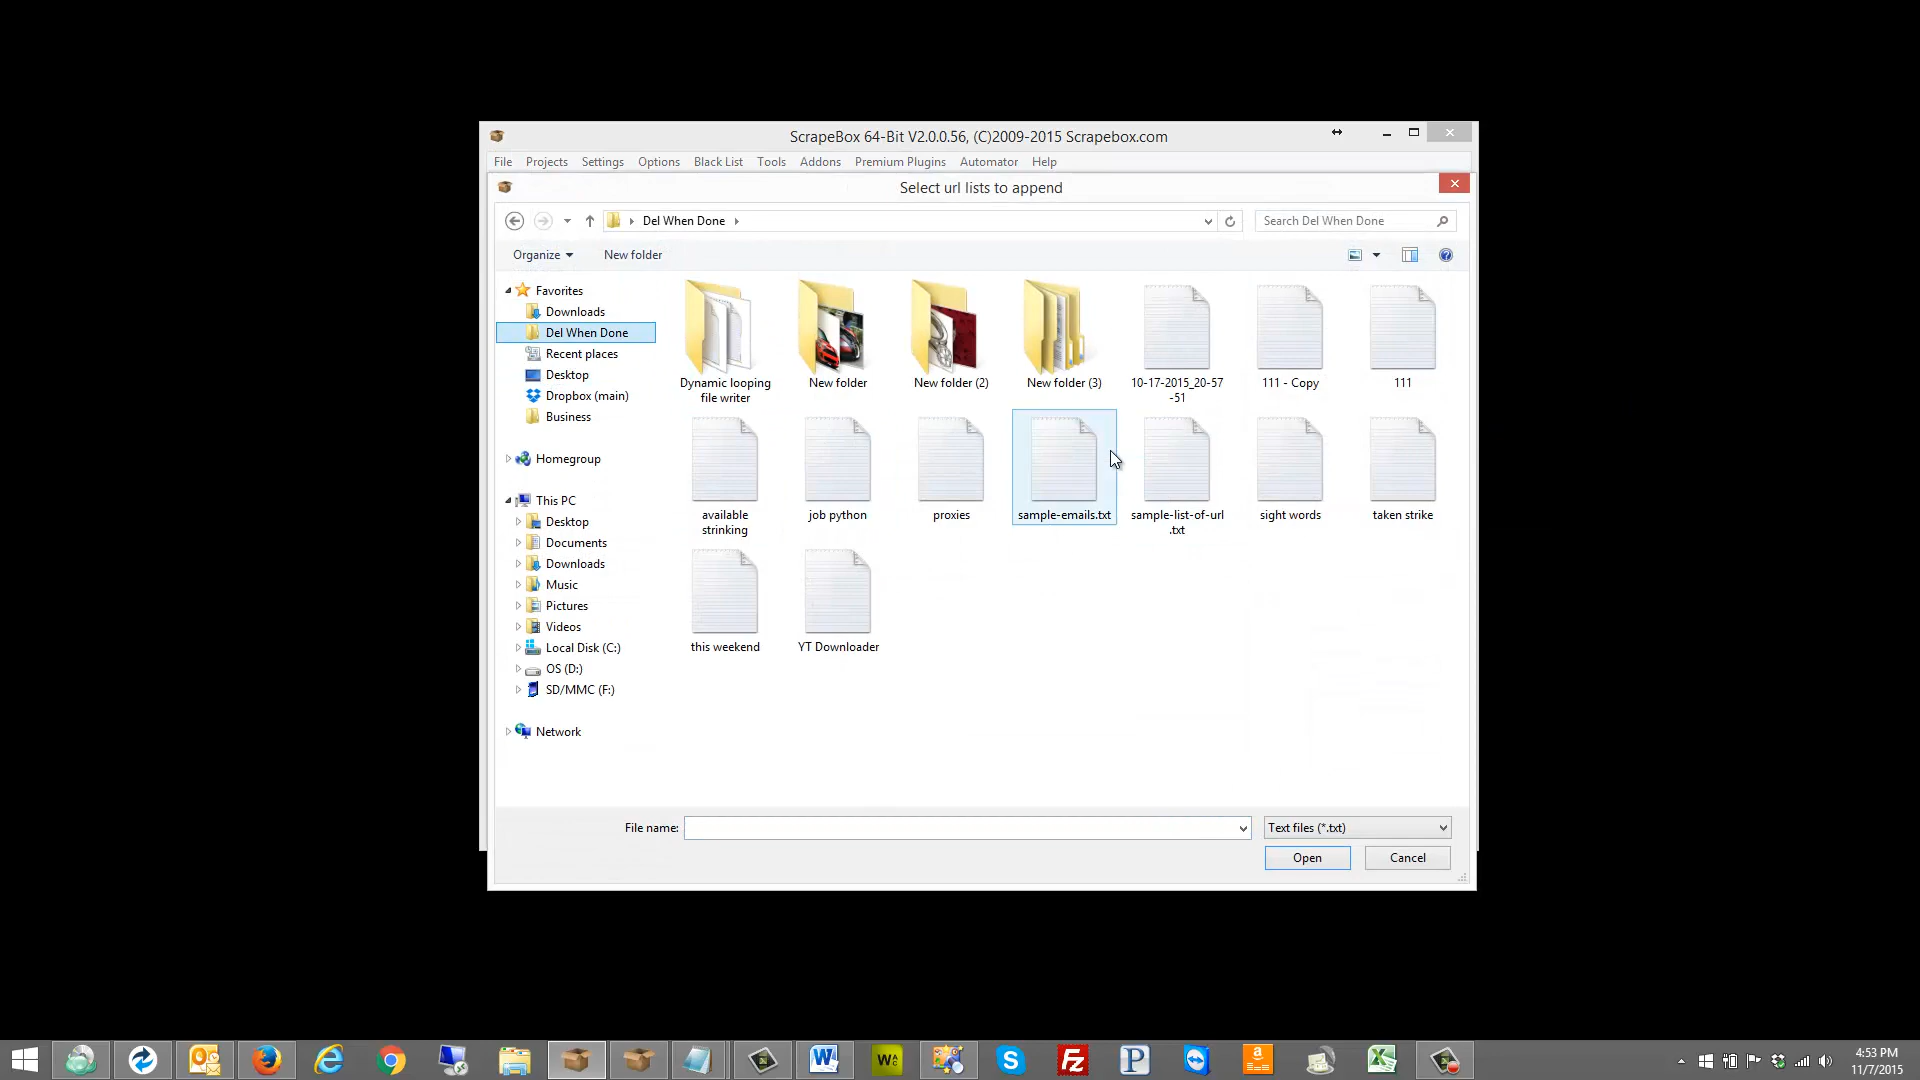 ScrapeBox 64-Bit V2.0.0.56, (C)2009-2015 Scrapebox.com
File Projects Settings Options Black List Tools Addons Premium Plugins Automator Help
Select url lists to append
Del When Done
Search Del When Done
Organize New folder
Favorites
Downloads
Del When Done
Recent places
Desktop
Dropbox (main)
Business
Homegroup
This PC
Desktop
Documents
Downloads
Music
Pictures
Videos
Local Disk (C:)
OS (D:)
SD/MMC (F:)
Network
Dynamic looping
file writer
New folder
New folder (2)
New folder (3)
10-17-2015_20-57
-51
111 - Copy
111
available
strinking
job python
proxies
sample-emails.txt
sample-list-of-url
.txt
sight words
taken strike
this weekend
YT Downloader
File name:
Text files (*.txt)
Open
Cancel
4:53 PM
11/7/2015